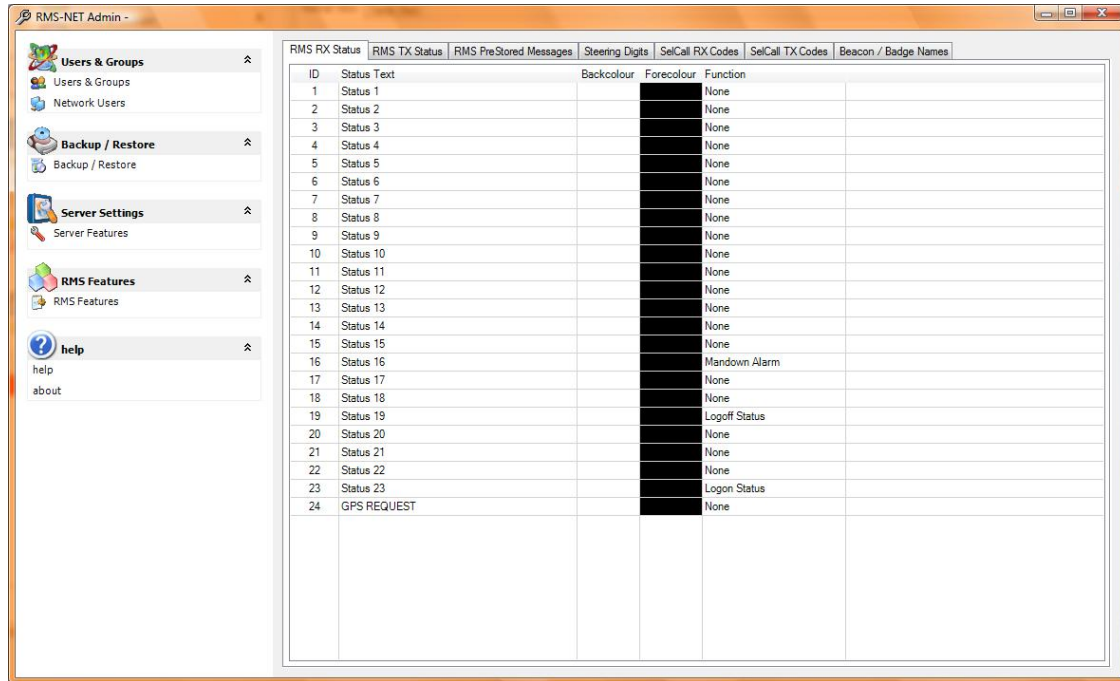 RMS-NET Admin -
Users & Groups
Users & Groups
Network Users
Backup / Restore
Backup / Restore
Server Settings
Server Features
RMS Features
RMS Features
help
help
about
RMS RX Status RMS TX Status RMS PreStored Messages Steering Digits SelCall RX Codes SelCall TX Codes Beacon / Badge Names
ID Status Text Backcolour Forecolour Function
1 Status 1 None
2 Status 2 None
3 Status 3 None
4 Status 4 None
5 Status 5 None
6 Status 6 None
7 Status 7 None
8 Status 8 None
9 Status 9 None
10 Status 10 None
11 Status 11 None
12 Status 12 None
13 Status 13 None
14 Status 14 None
15 Status 15 None
16 Status 16 Mandown Alarm
17 Status 17 None
18 Status 18 None
19 Status 19 Logoff Status
20 Status 20 None
21 Status 21 None
22 Status 22 None
23 Status 23 Logon Status
24 GPS REQUEST None